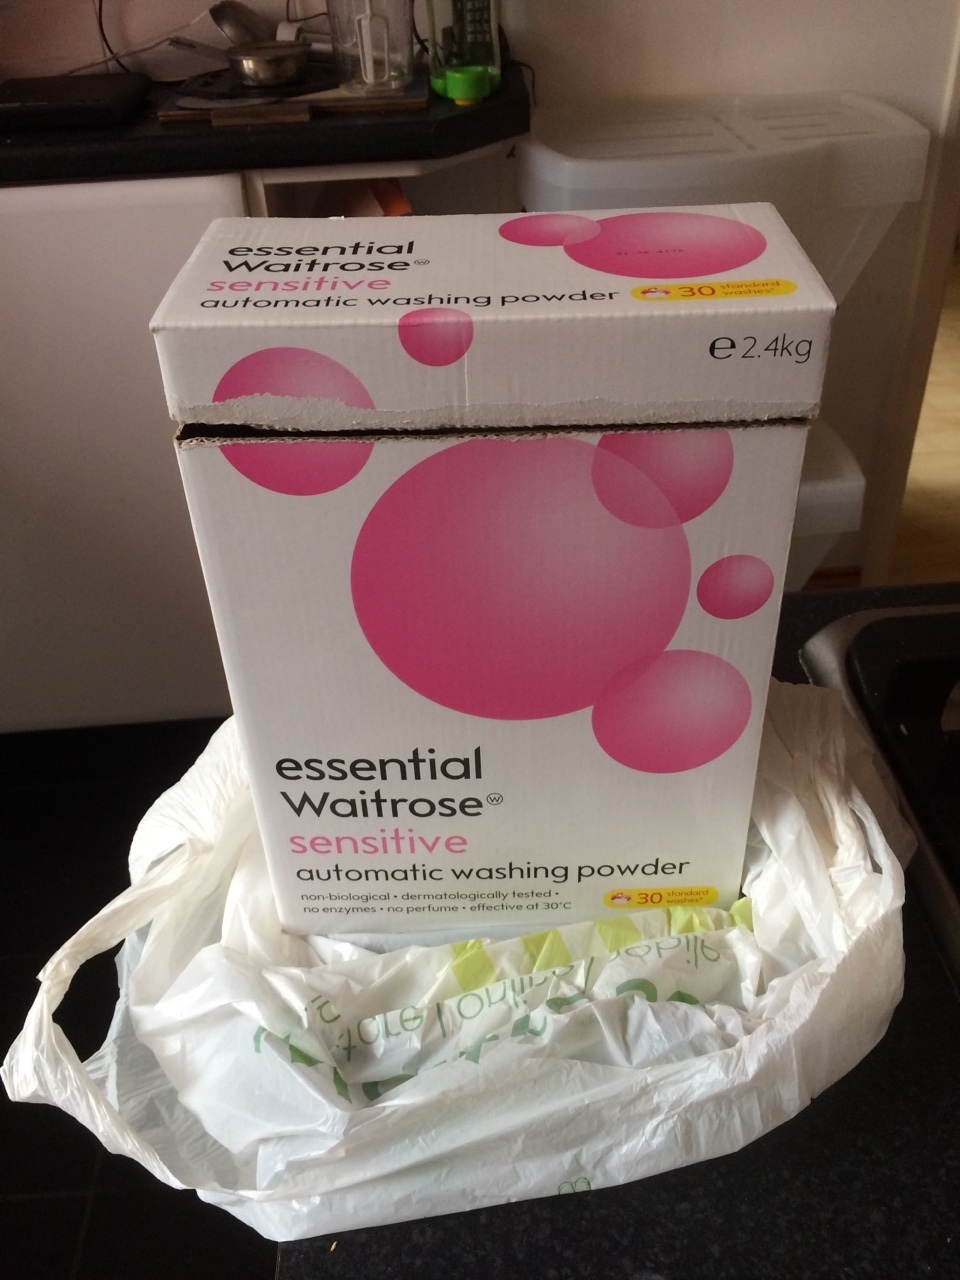 essential
Waitrose
sensitive
automatic washing powder
30 standard washes*
e 2.4kg
essential
Waitrose
sensitive
automatic washing powder
non-biological • dermatologically tested •
no enzymes • no perfume • effective at 30°C
30 standard washes*